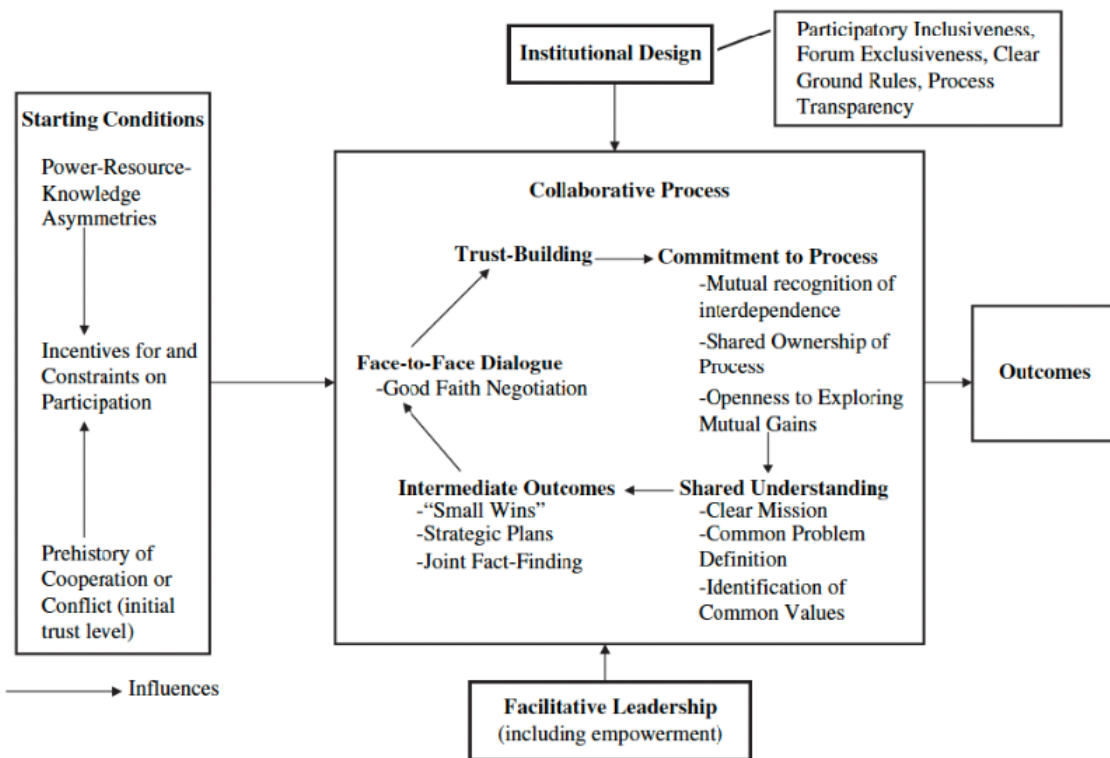 Institutional Design
Participatory Inclusiveness,
Forum Exclusiveness, Clear
Ground Rules, Process
Transparency
Starting Conditions
Power-Resource-
Knowledge
Asymmetries
Incentives for and
Constraints on
Participation
Prehistory of
Cooperation or
Conflict (initial
trust level)
Influences
Collaborative Process
Trust-Building
Commitment to Process
-Mutual recognition of
interdependence
-Shared Ownership of
Process
-Openness to Exploring
Mutual Gains
Face-to-Face Dialogue
-Good Faith Negotiation
Intermediate Outcomes
-“Small Wins”
-Strategic Plans
-Joint Fact-Finding
Shared Understanding
-Clear Mission
-Common Problem
Definition
-Identification of
Common Values
Outcomes
Facilitative Leadership
(including empowerment)